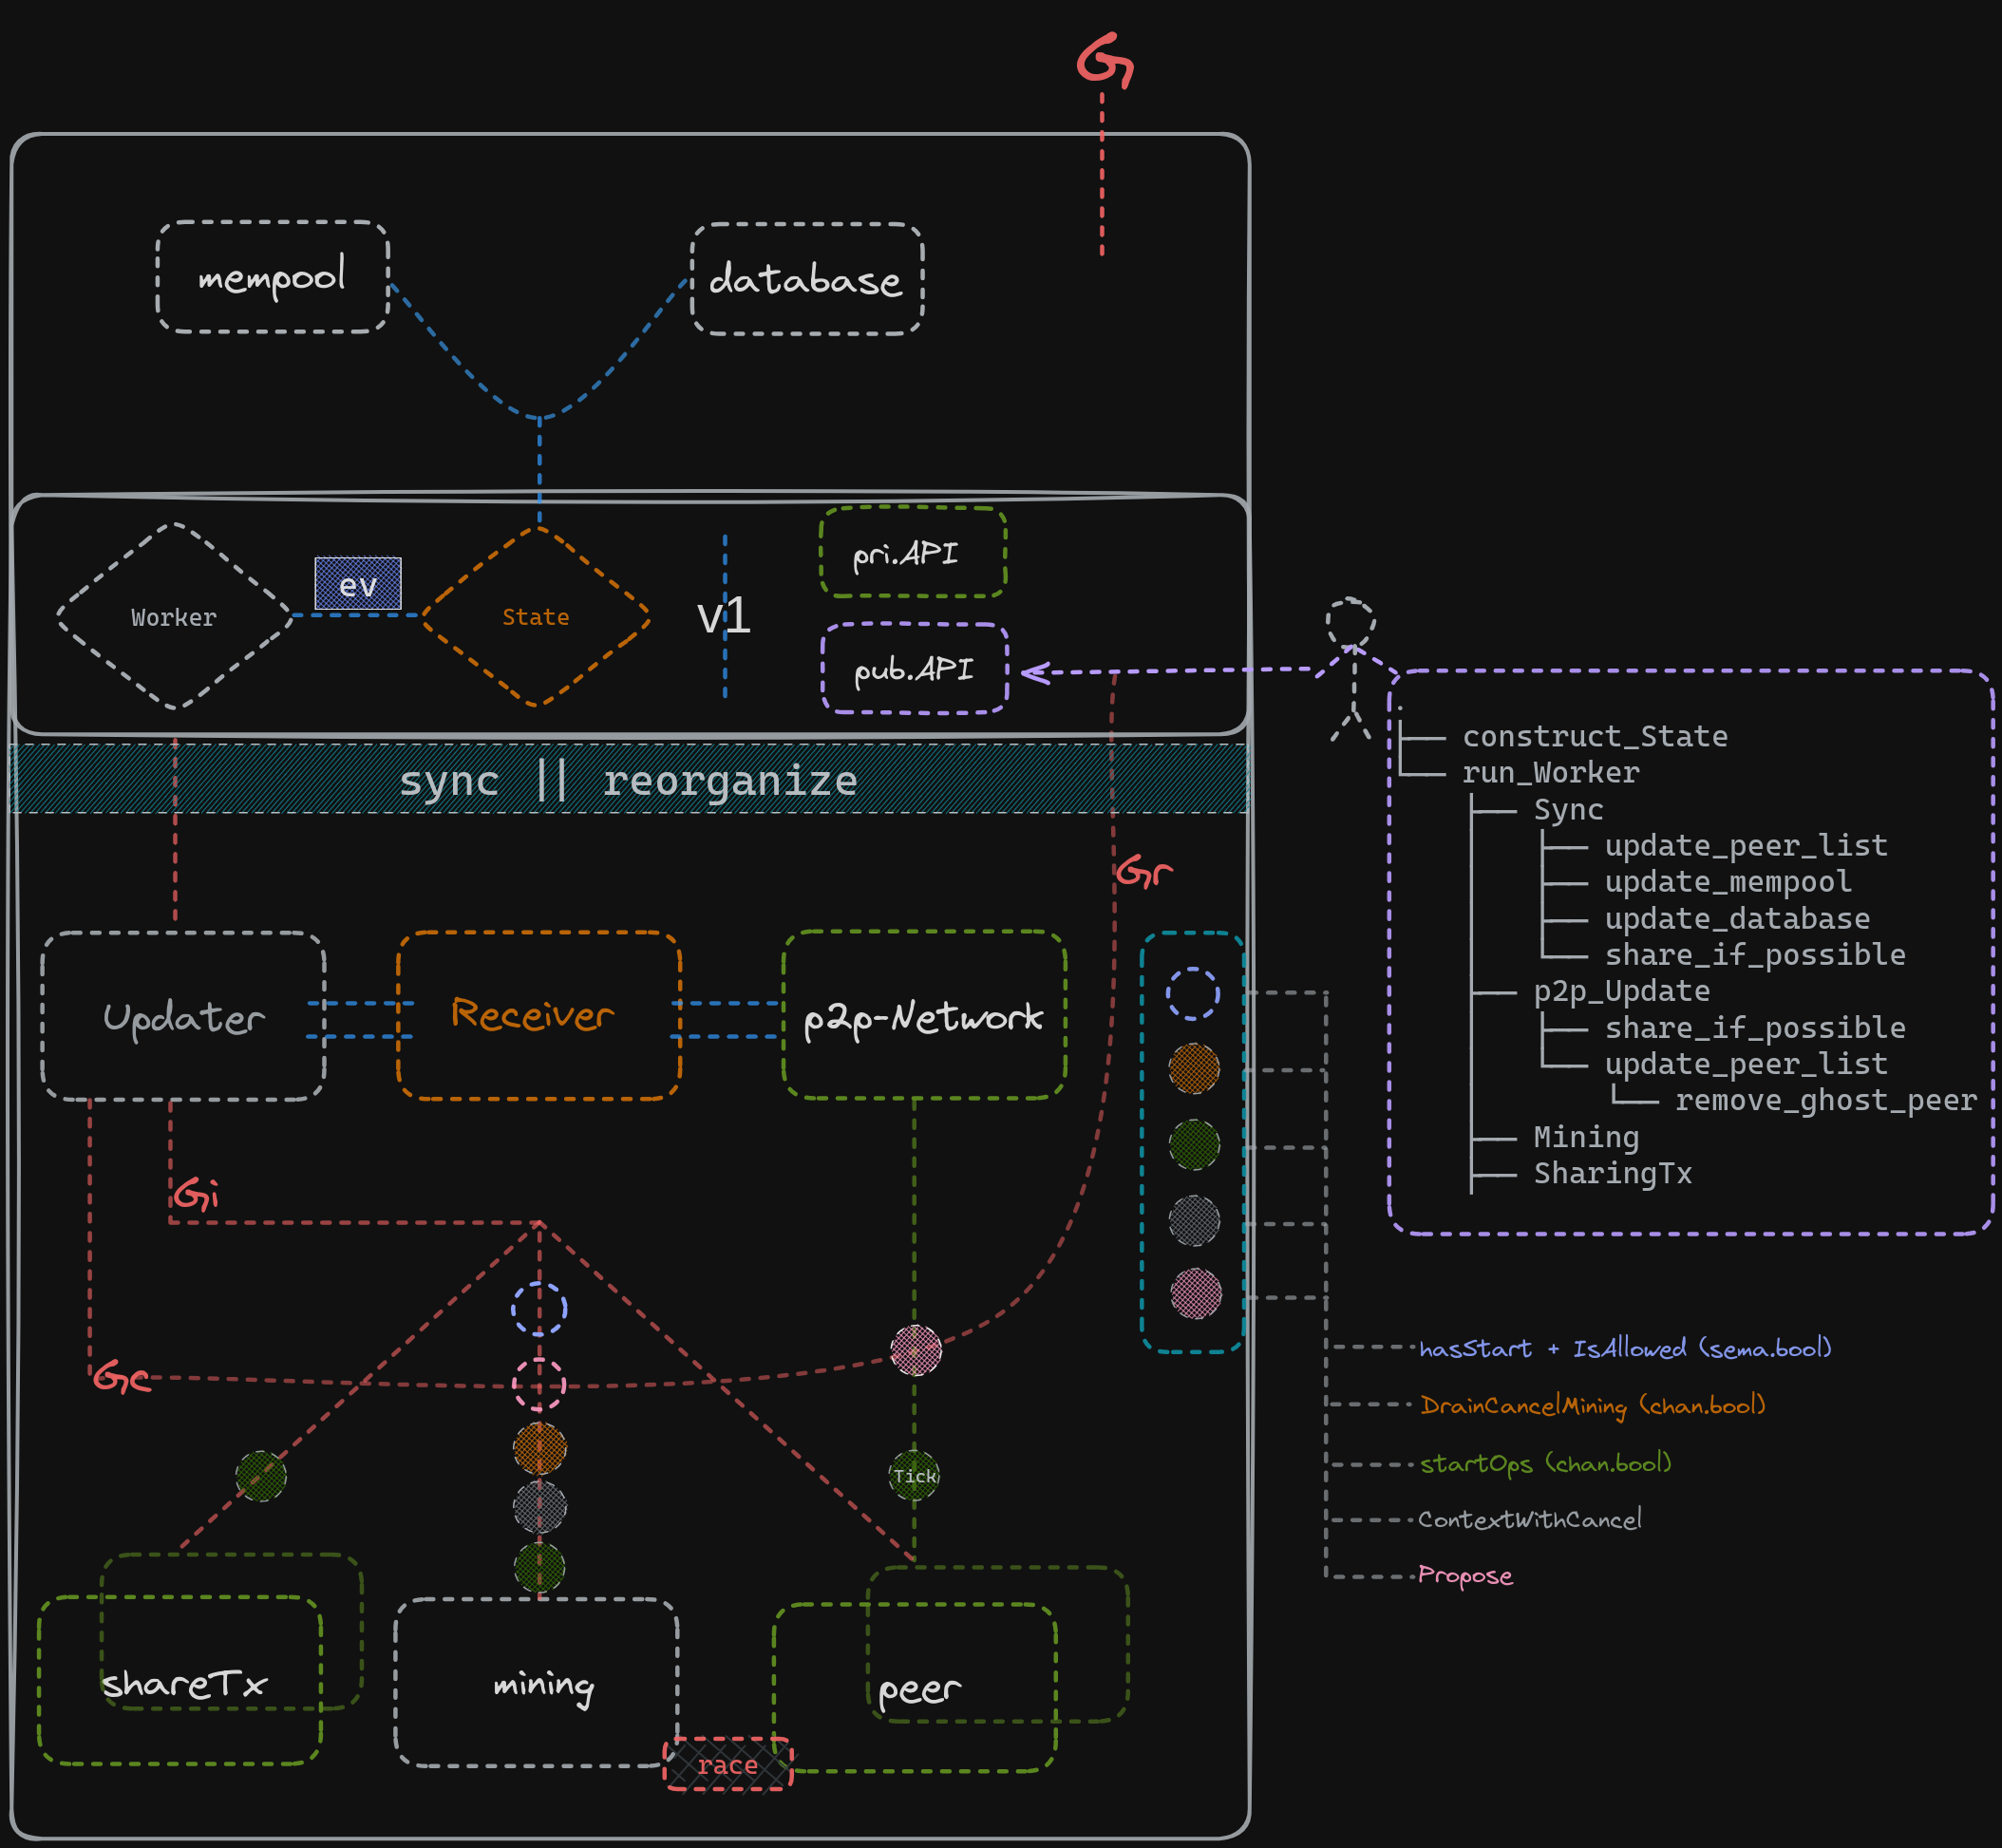 G
mempool
database
Worker
ev
State
v1
pri.API
pub.API
sync || reorganize
Gr
Updater
Receiver
p2p-Network
Gi
Gc
Tick
shareTx
mining
peer
race
.
├── construct_State
└── run_Worker
├── Sync
├── update_peer_list
├── update_mempool
├── update_database
└── share_if_possible
├── p2p_Update
├── share_if_possible
└── update_peer_list
└── remove_ghost_peer
├── Mining
├── SharingTx
hasStart + IsAllowed (sema.bool)
DrainCancelMining (chan.bool)
startOps (chan.bool)
ContextWithCancel
Propose